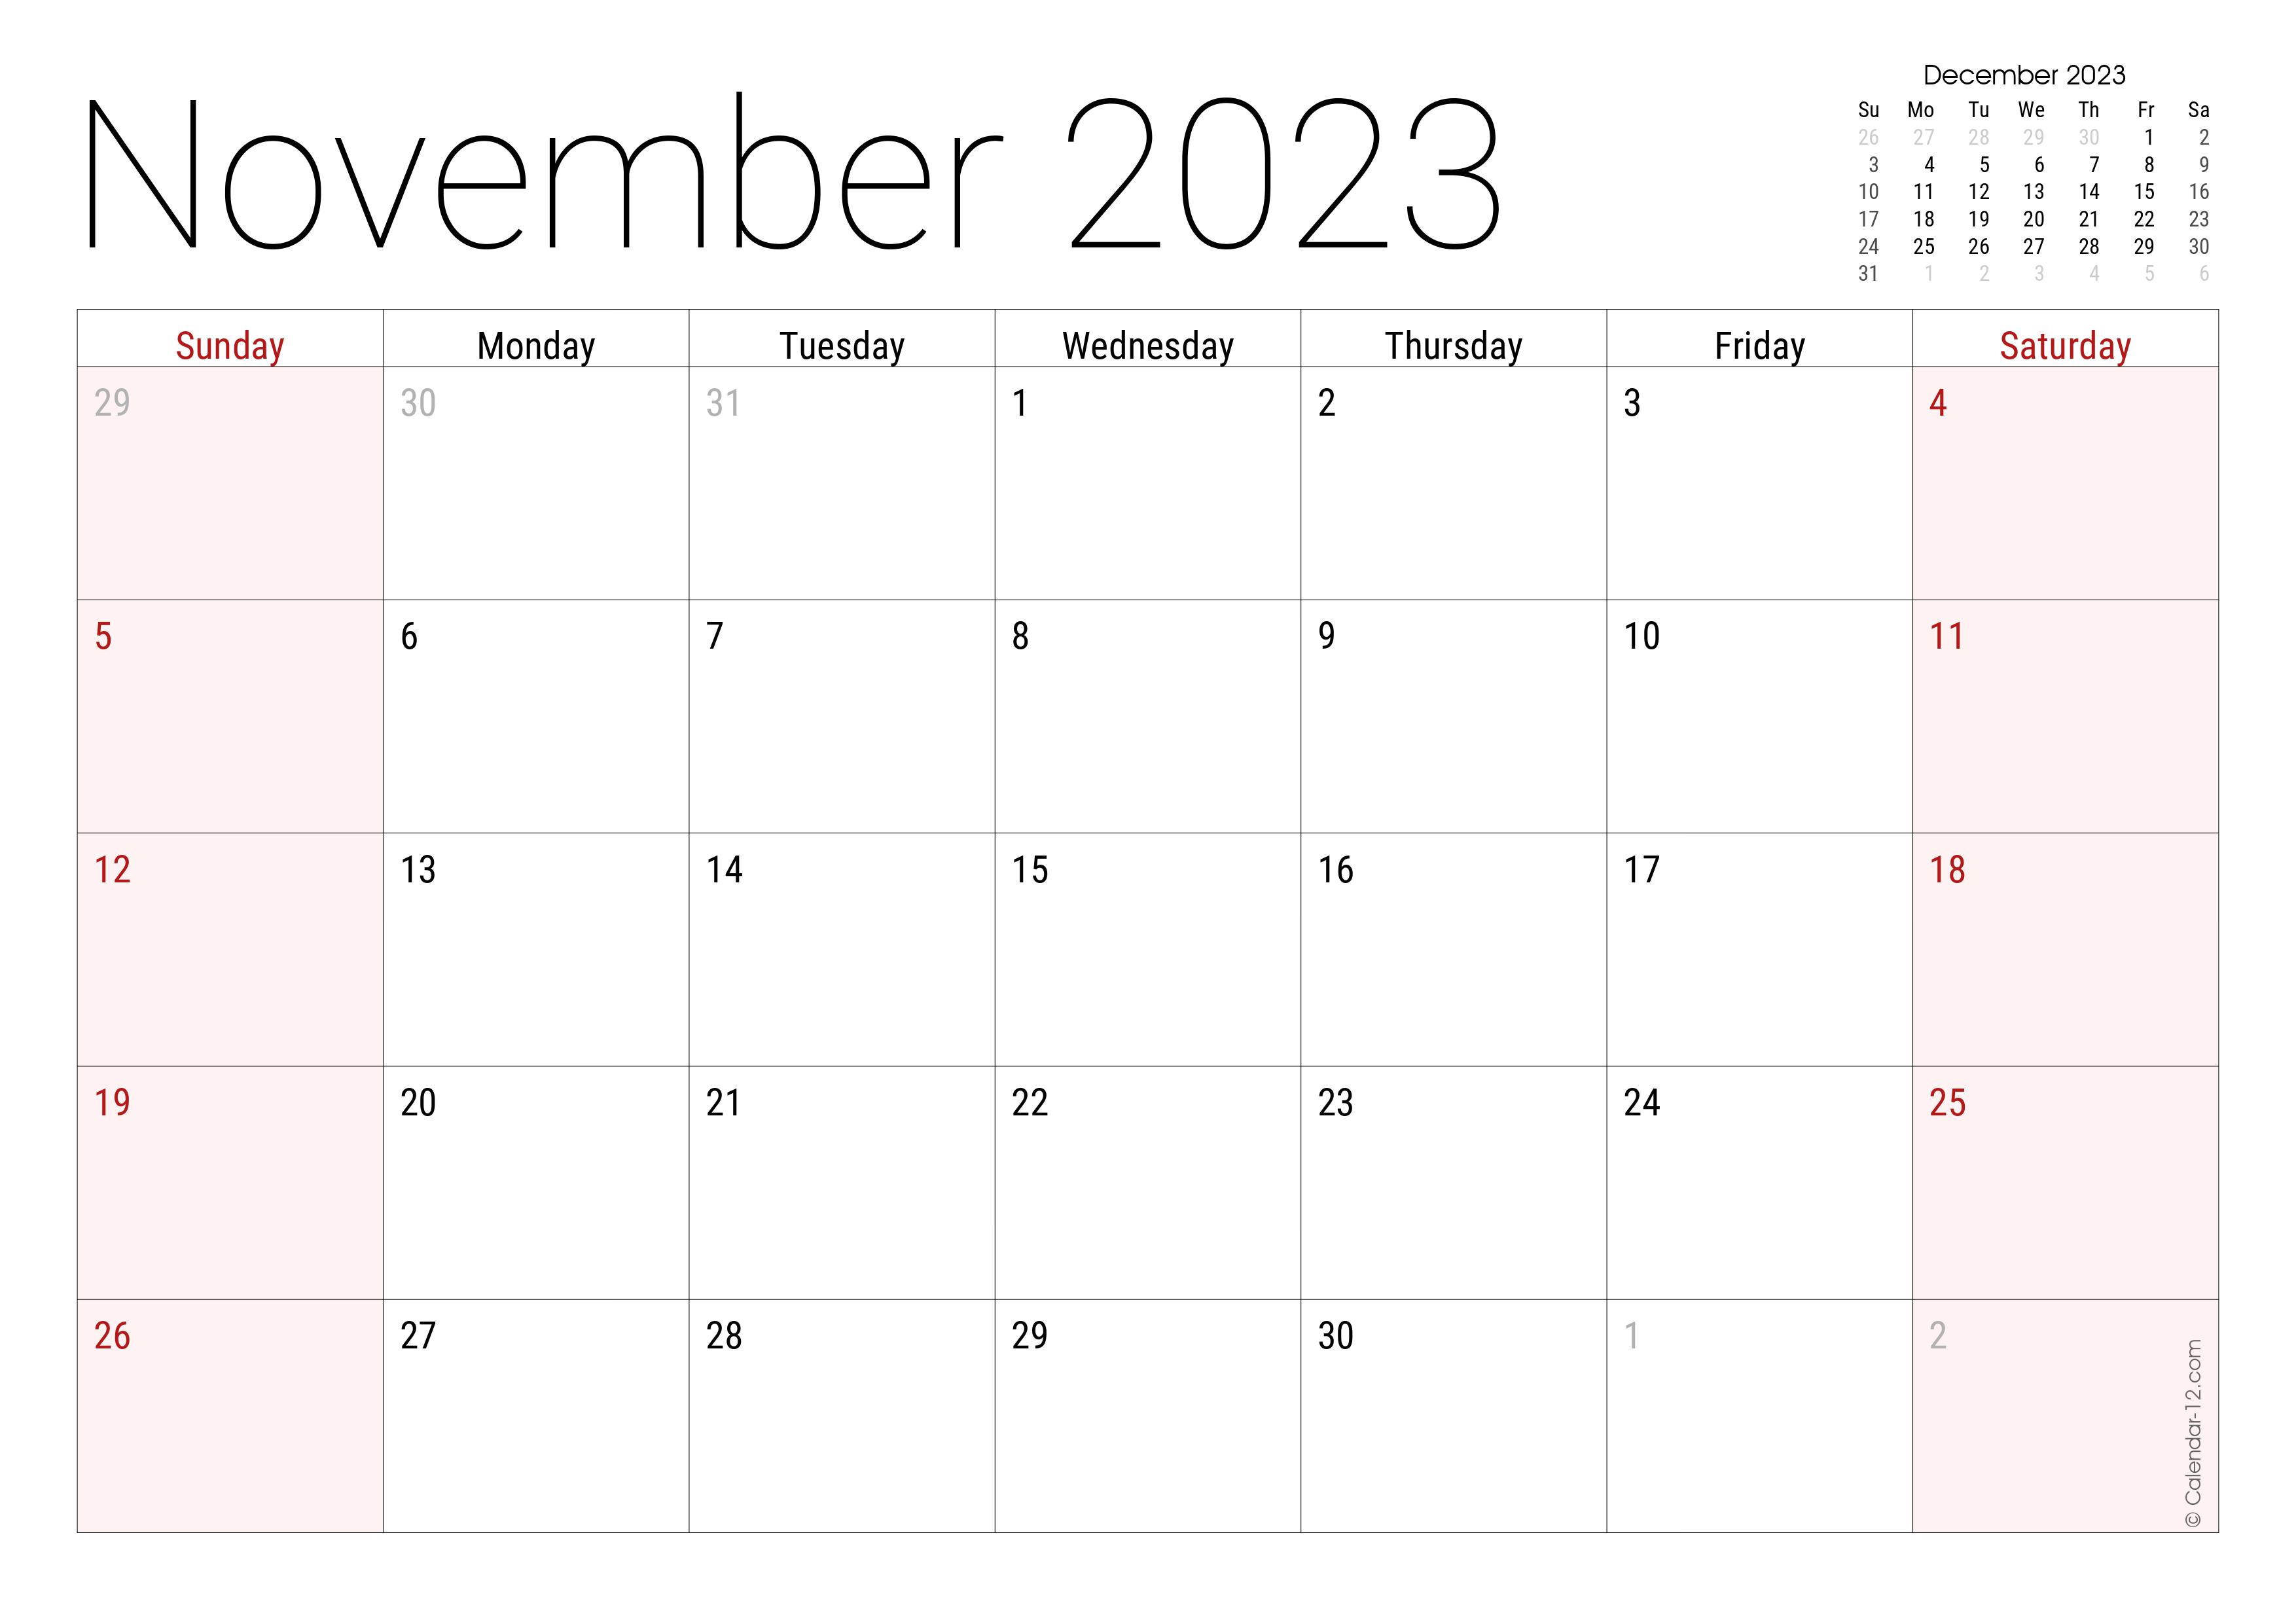 November 2023
December 2023
Su Mo Tu We Th Fr Sa
26 27 28 29 30 1 2
3 4 5 6 7 8 9
10 11 12 13 14 15 16
17 18 19 20 21 22 23
24 25 26 27 28 29 30
31 1 2 3 4 5 6
Sunday Monday Tuesday Wednesday Thursday Friday Saturday
29 30 31 1 2 3 4
5 6 7 8 9 10 11
12 13 14 15 16 17 18
19 20 21 22 23 24 25
26 27 28 29 30 1 2
© Calendar-12.com